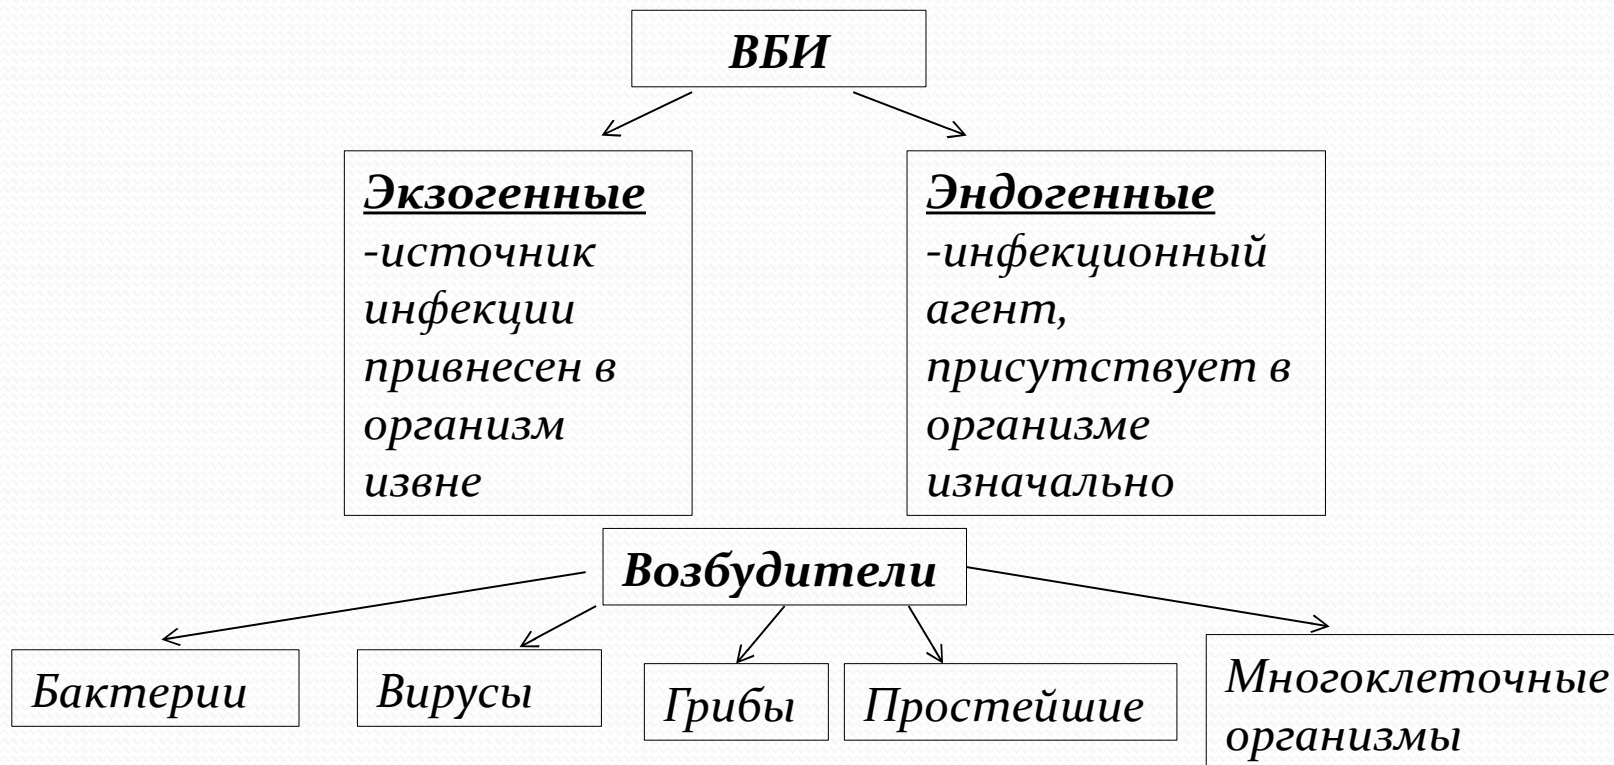 ВБИ
Экзогенные
-источник
инфекции
привнесен в
организм
извне
Эндогенные
-инфекционный
агент,
присутствует в
организме
изначально
Возбудители
Бактерии
Вирусы
Грибы
Простейшие
Многоклеточные
организмы